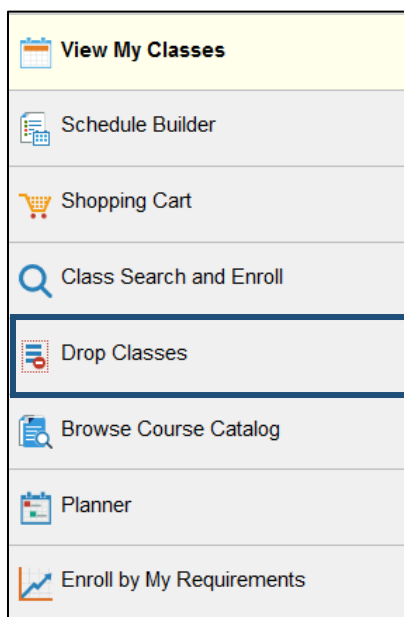 View My Classes
Schedule Builder
Shopping Cart
Class Search and Enroll
Drop Classes
Browse Course Catalog
Planner
Enroll by My Requirements